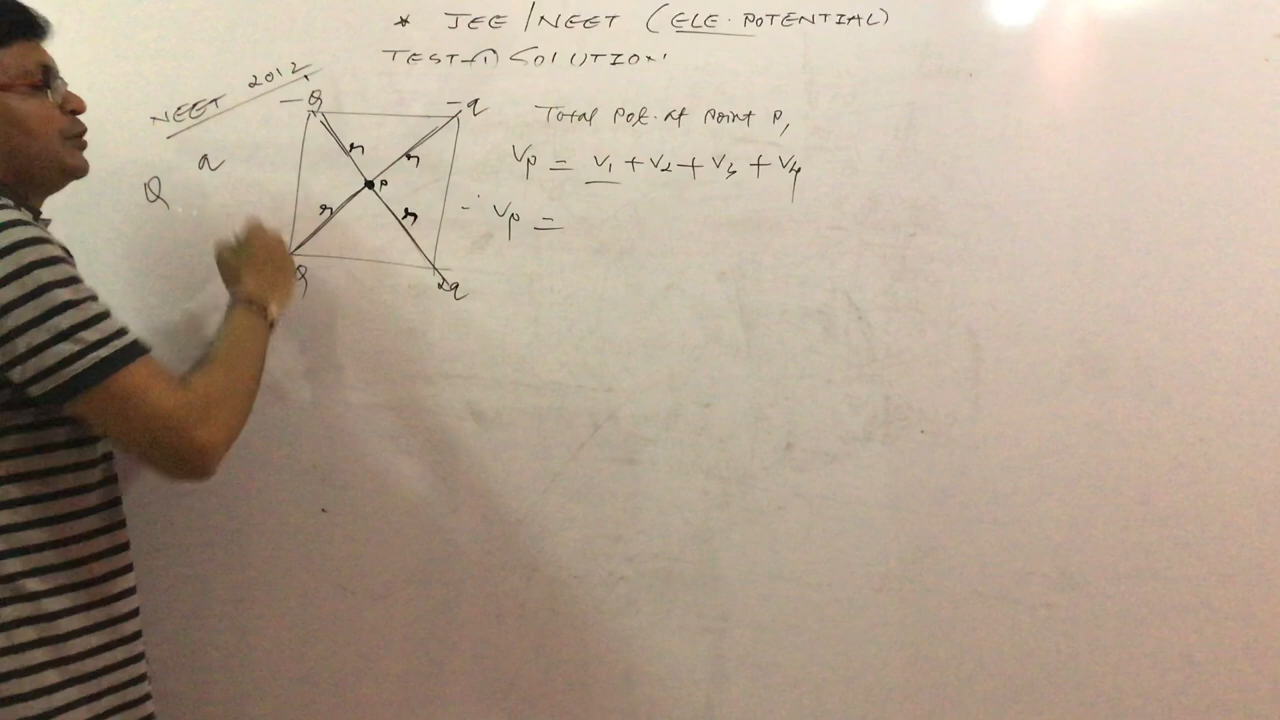 * JEE / NEET (ELE. POTENTIAL)
TEST-① SOLUTION:
NEET 2012
-Q -q
Total Pot. at point P,
r r
Vp = V1 + V2 + V3 + V4
q
P
Q
r r
∴ Vp =
Q 2q